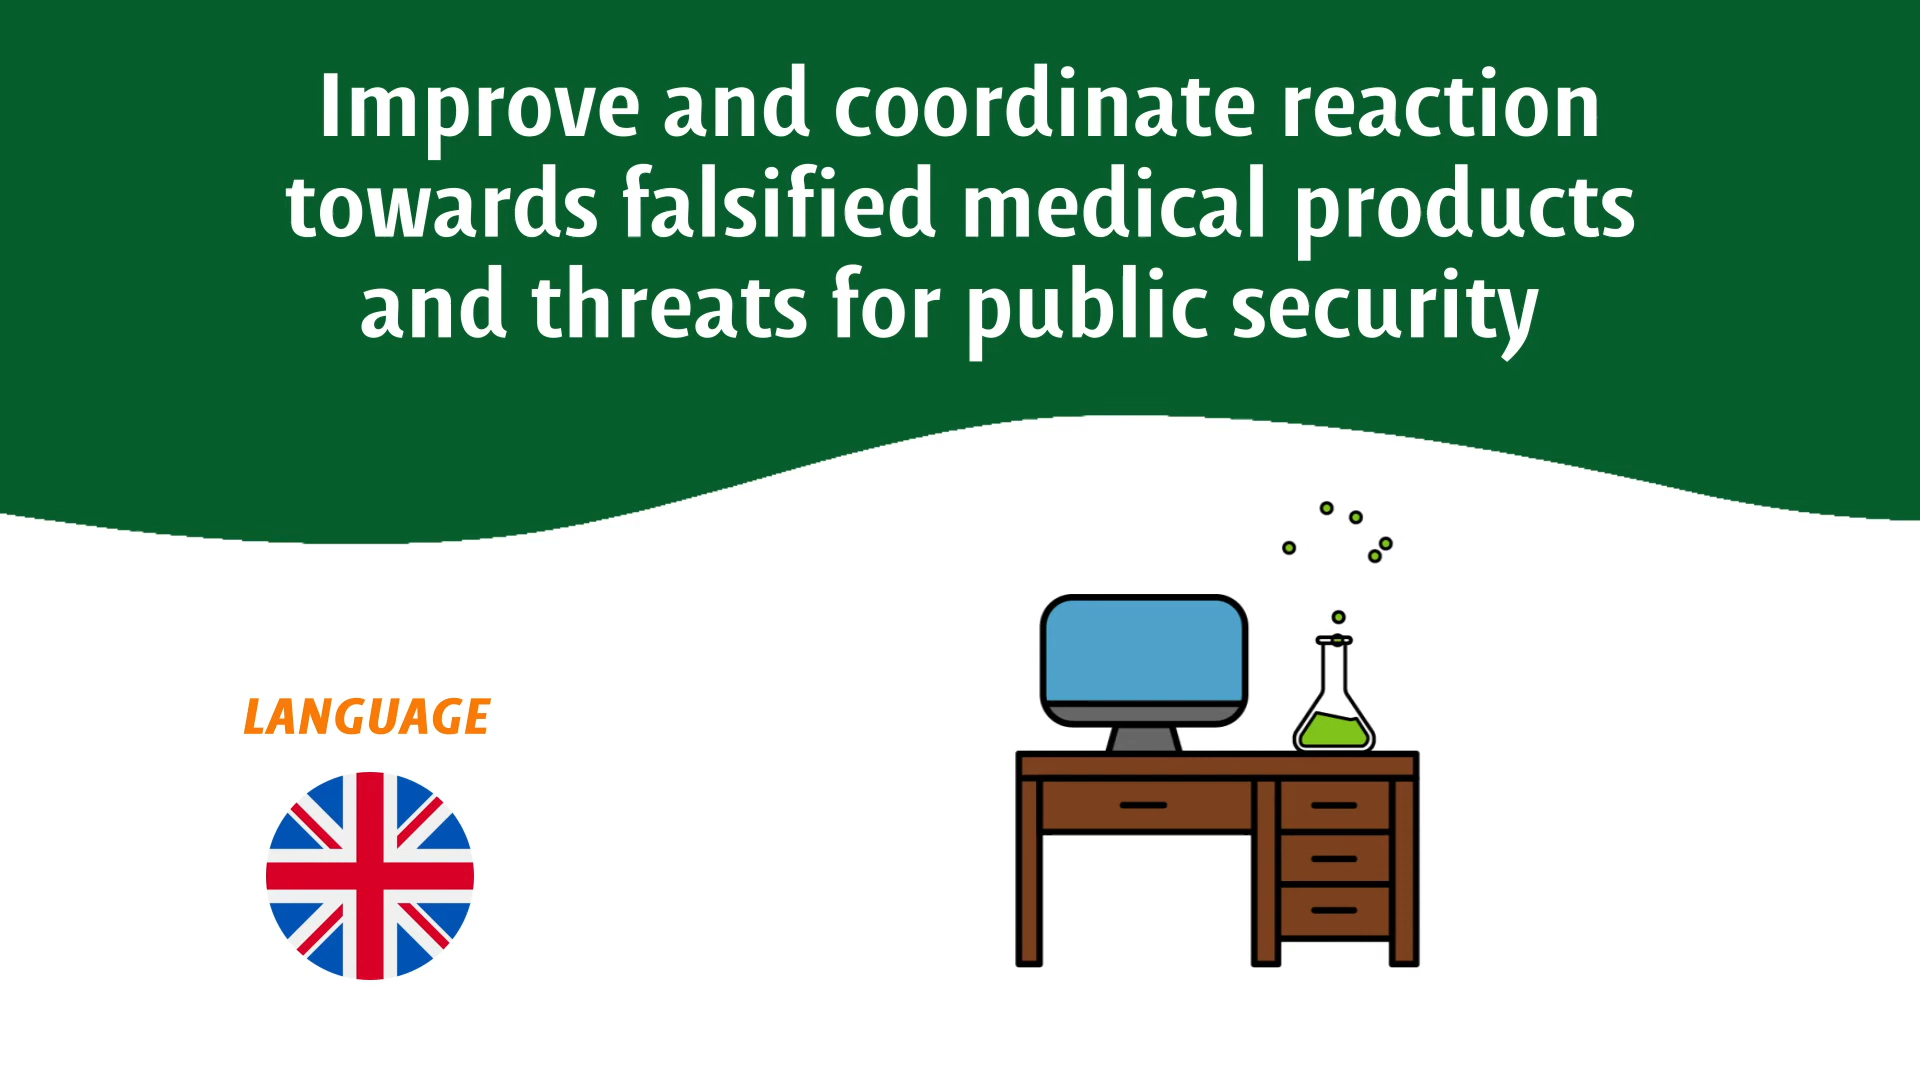 Improve and coordinate reaction
towards falsified medical products
and threats for public security
LANGUAGE